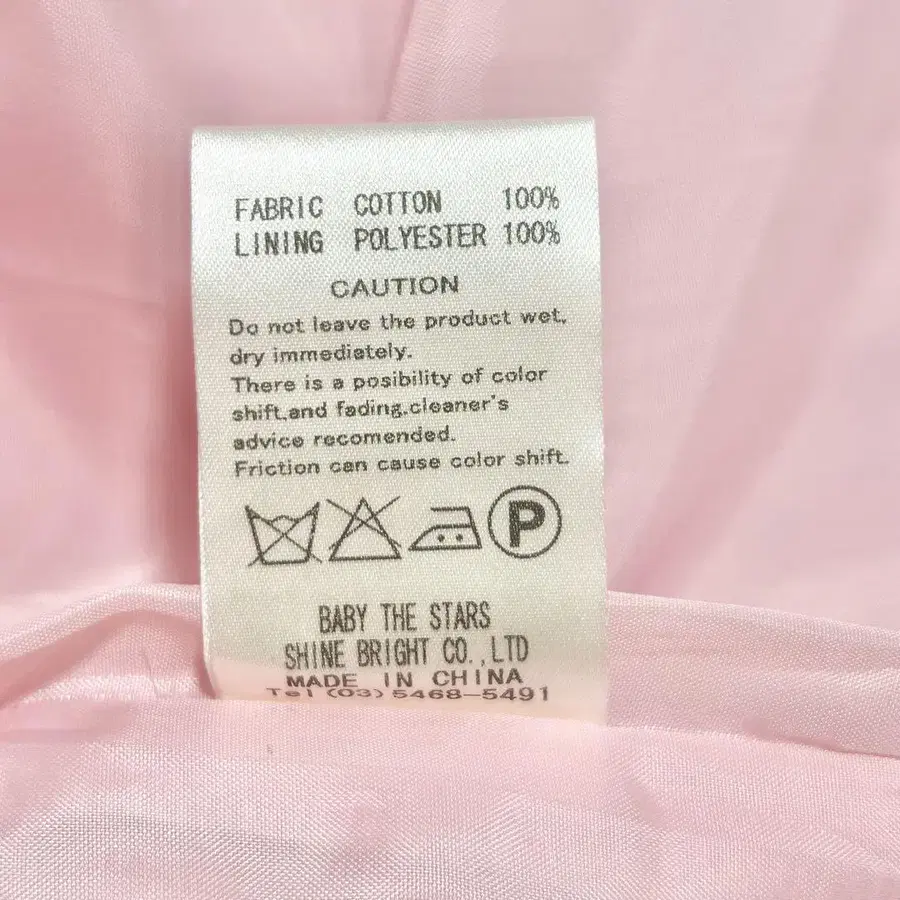 FABRIC COTTON 100%
LINING POLYESTER 100%
CAUTION
Do not leave the product wet,
dry immediately.
There is a posibility of color
shift,and fading,cleaner's
advice recomended.
Friction can cause color shift.
P
BABY THE STARS
SHINE BRIGHT CO.,LTD
MADE IN CHINA
Tel (03) 5468-5491